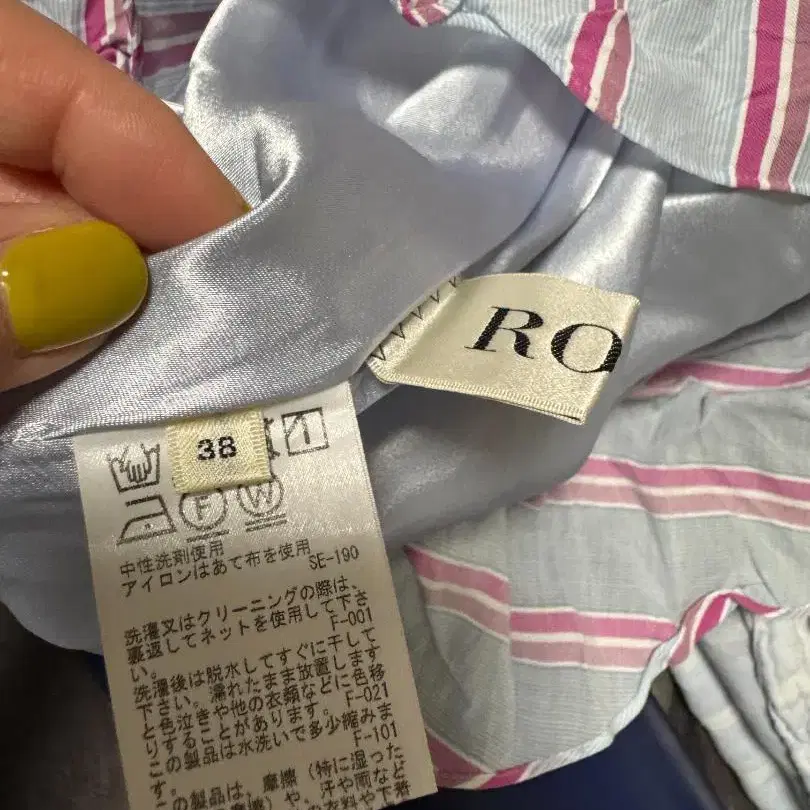 RO
38
F
W
中性洗剤使用
アイロンはあて布を使用
SE-190
洗濯又はクリーニングの際は、
裏返してネットを使用して下さ
い。 F-001
洗濯後は脱水してすぐに干して
下さい。濡れたまま放置します
と色泣きや他の衣類などに色移
りすることがあります。 F-021
この製品は水洗いで多少縮みま
す。 F-101
この製品は、摩擦(特に湿った